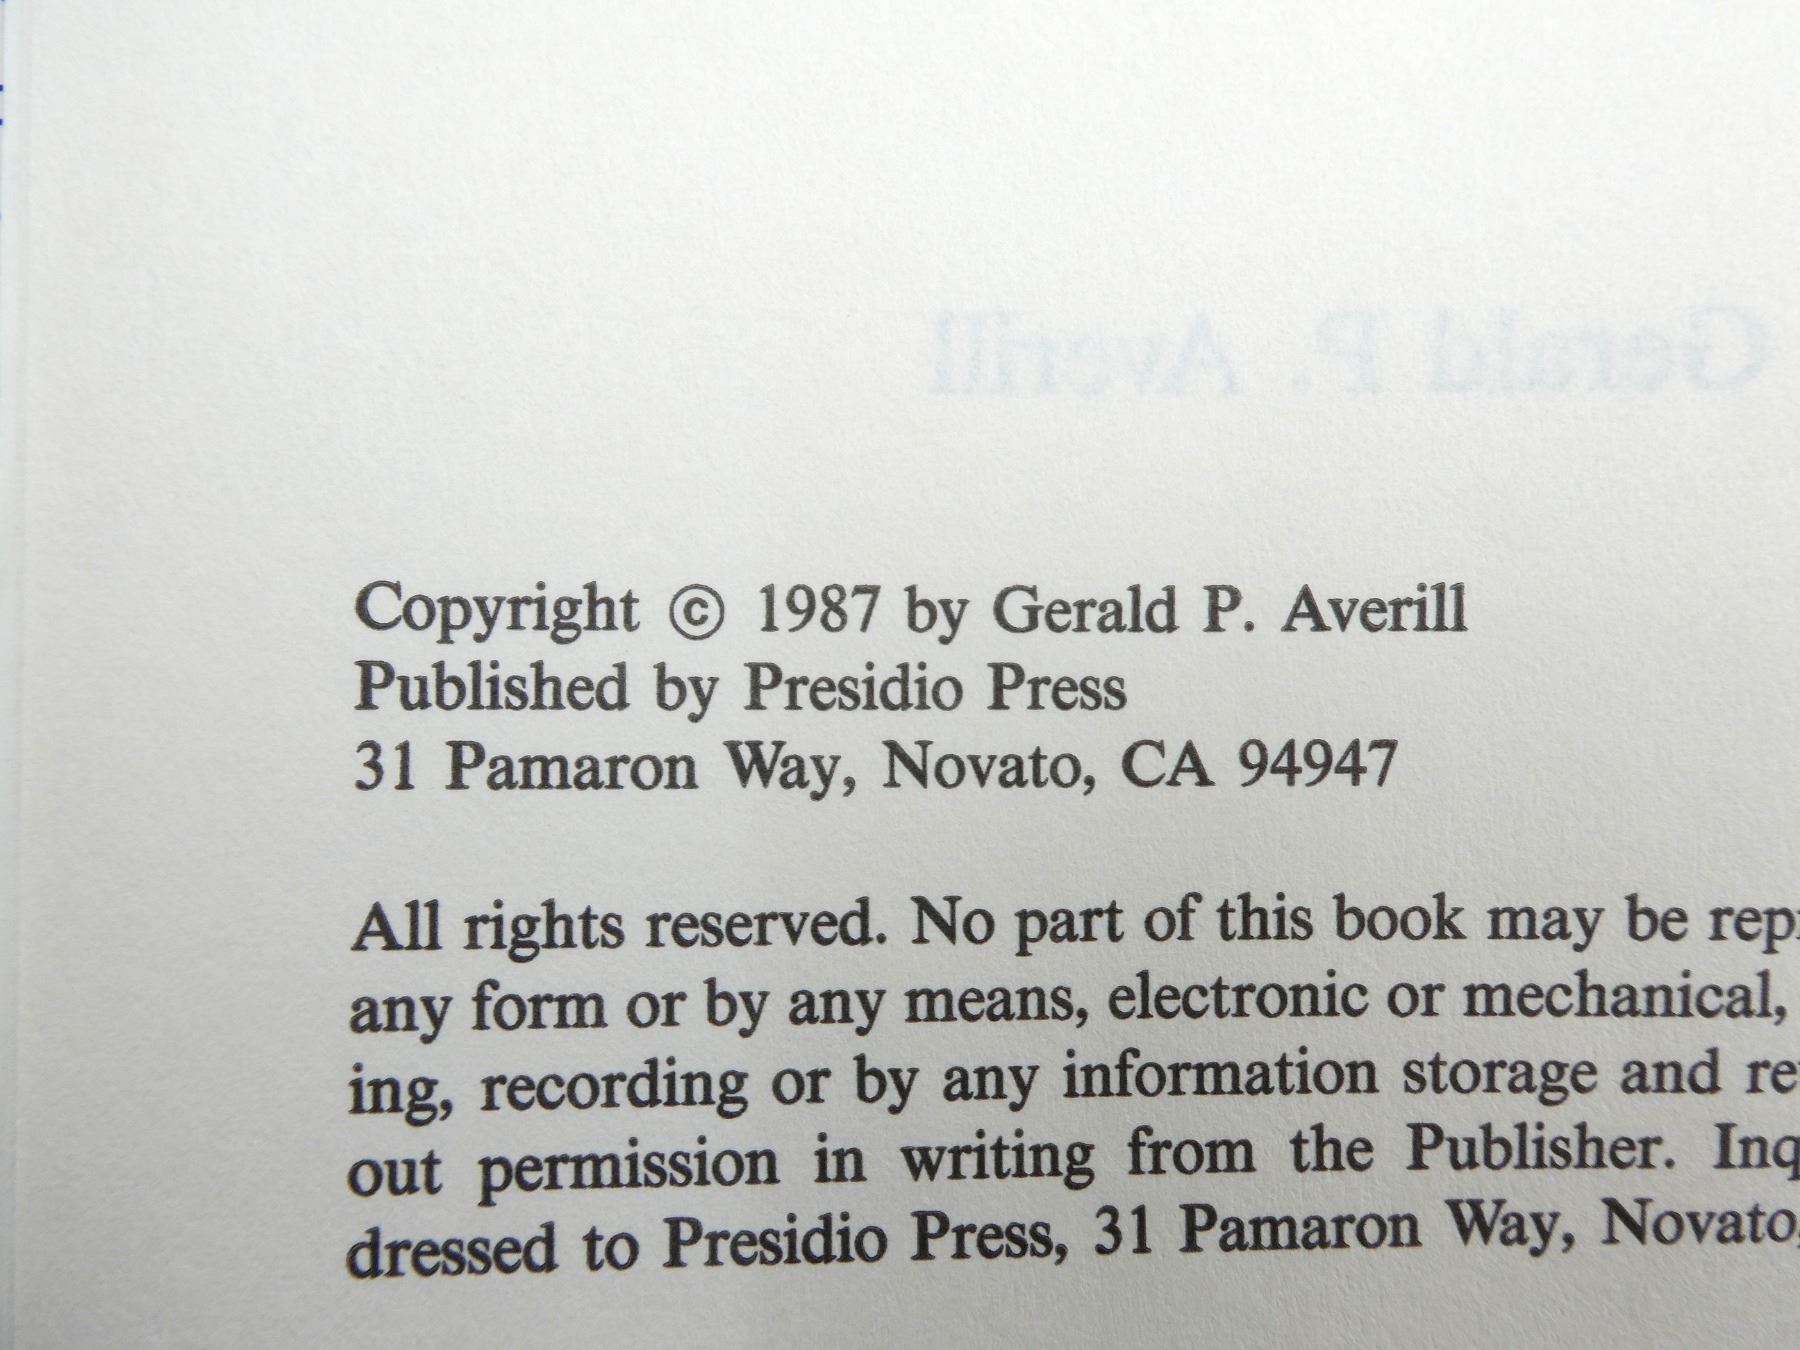 Gerald P. Averill
Copyright © 1987 by Gerald P. Averill
Published by Presidio Press
31 Pamaron Way, Novato, CA 94947
All rights reserved. No part of this book may be
any form or by any means, electronic or mechanical,
ing, recording or by any information storage and
out permission in writing from the Publisher.
dressed to Presidio Press, 31 Pamaron Way, Novato,